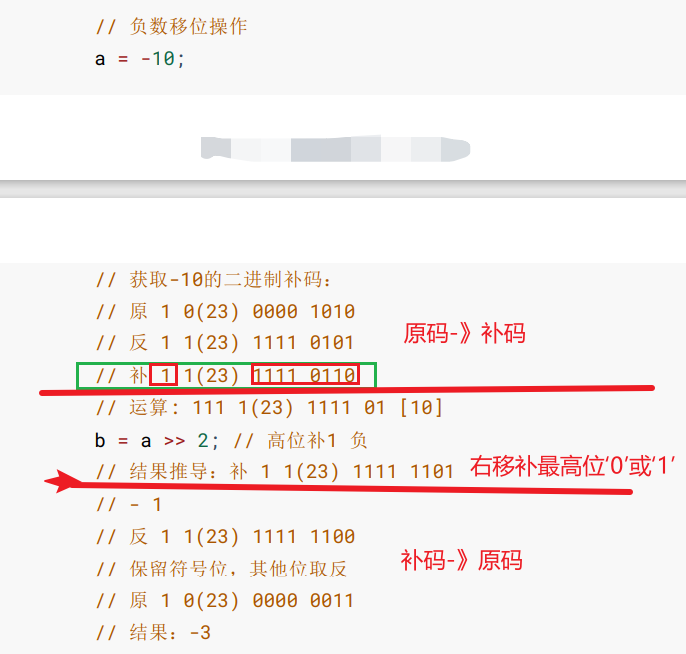 // 负数移位操作
a = -10;
// 获取-10的二进制补码：
// 原 1 0(23) 0000 1010
// 反 1 1(23) 1111 0101
原码-》补码
// 补 1 1(23) 1111 0110
// 运算: 111 1(23) 1111 01 [10]
b = a >> 2; // 高位补1 负
// 结果推导：补 1 1(23) 1111 1101
右移补最高位‘0’或‘1’
// - 1
// 反 1 1(23) 1111 1100
// 保留符号位，其他位取反
补码-》原码
// 原 1 0(23) 0000 0011
// 结果：-3